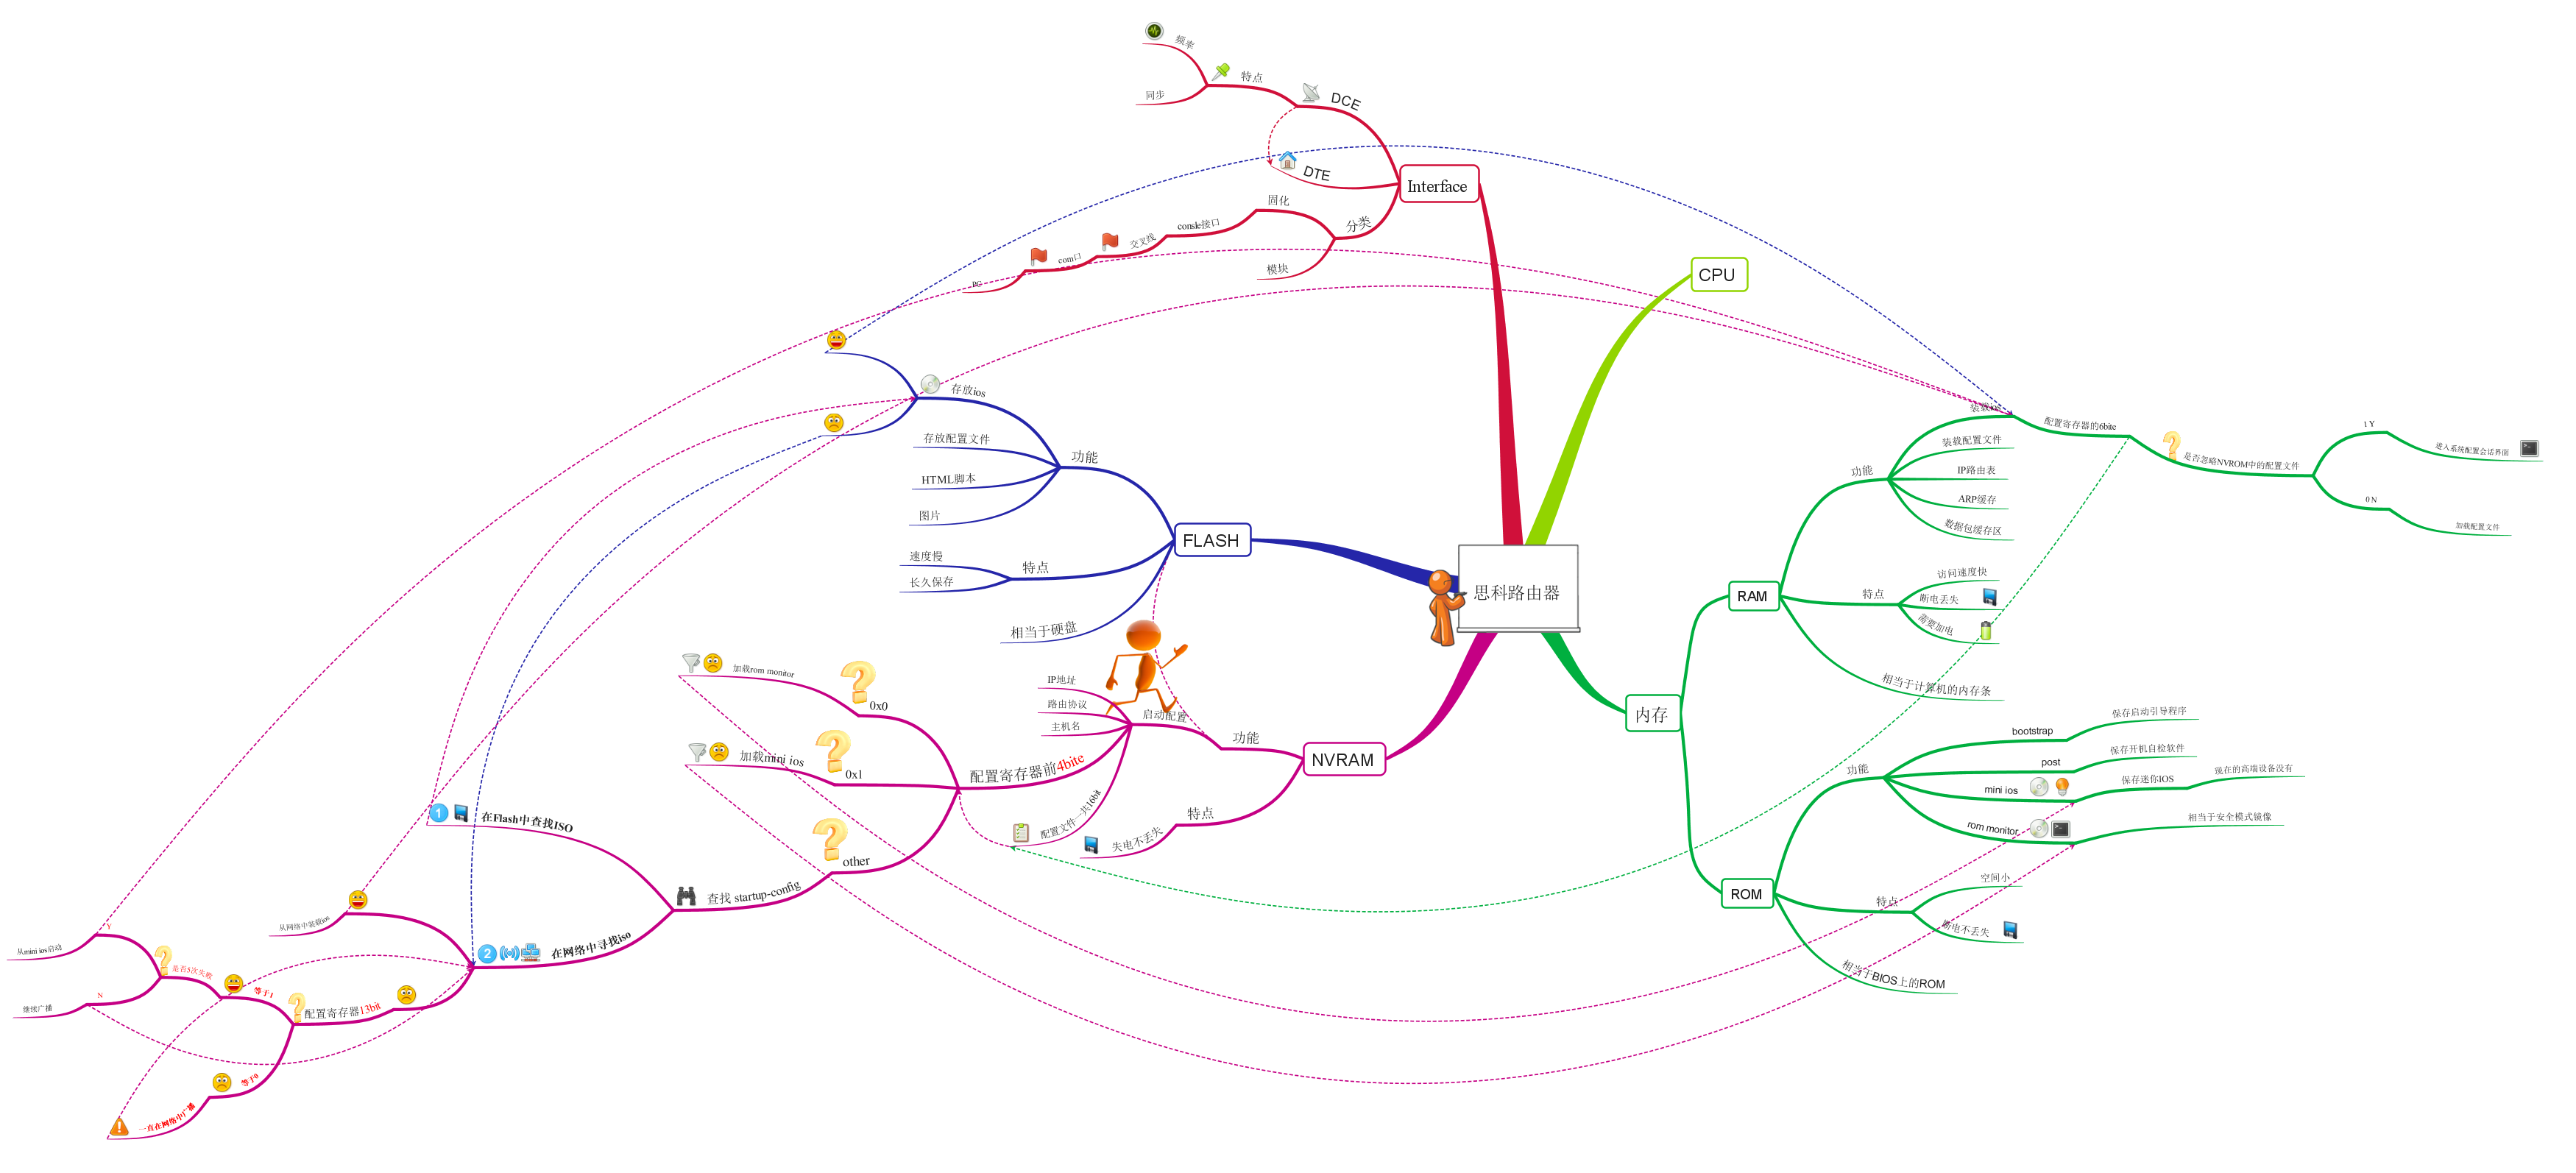 思科路由器
Interface
DCE
特点
频率
同步
DTE
分类
固化
consle接口
交叉线
com口
PC
模块
CPU
FLASH
功能
存放ios
存放配置文件
HTML脚本
图片
特点
速度慢
长久保存
相当于硬盘
NVRAM
功能
启动配置
IP地址
路由协议
主机名
配置寄存器前4bite
0x0
加载rom monitor
0x1
加载mini ios
other
查找 startup-config
1
在Flash中查找ISO
2
在网络中寻找iso
从网络中装载ios
配置寄存器13bit
等于1
是否5次失败
Y
从mini ios启动
N
继续广播
等于0
一直在网络中广播
配置文件一共16bit
特点
失电不丢失
内存
RAM
功能
装载ios
配置寄存器的6bite
是否忽略NVROM中的配置文件
1 Y
进入系统配置会话界面
0 N
加载配置文件
装载配置文件
IP路由表
ARP缓存
数据包缓存区
特点
访问速度快
断电丢失
需要加电
相当于计算机的内存条
ROM
功能
bootstrap
保存启动引导程序
post
保存开机自检软件
mini ios
保存迷你IOS
现在的高端设备没有
rom monitor
相当于安全模式镜像
特点
空间小
断电不丢失
相当于BIOS上的ROM